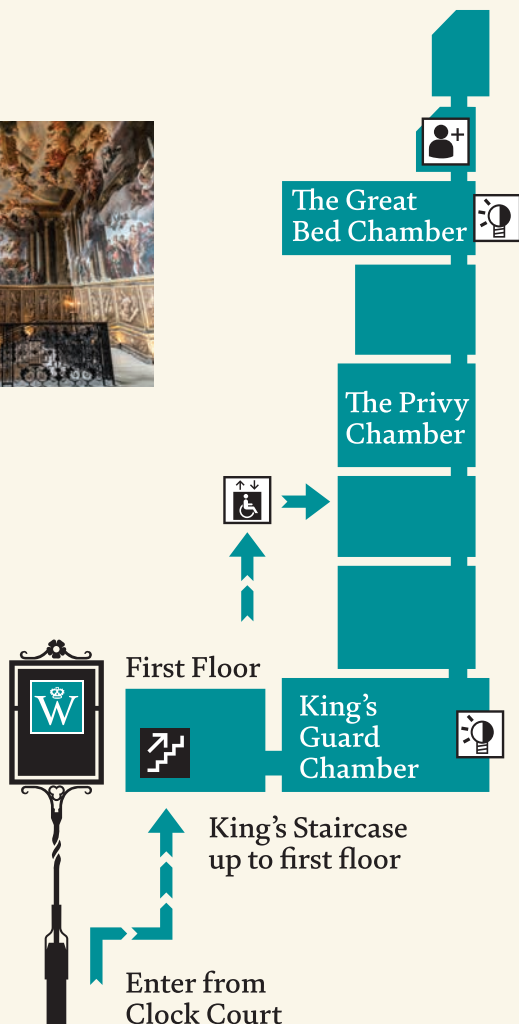 The Great
Bed Chamber
The Privy
Chamber
First Floor
W
King's
Guard
Chamber
King's Staircase
up to first floor
Enter from
Clock Court